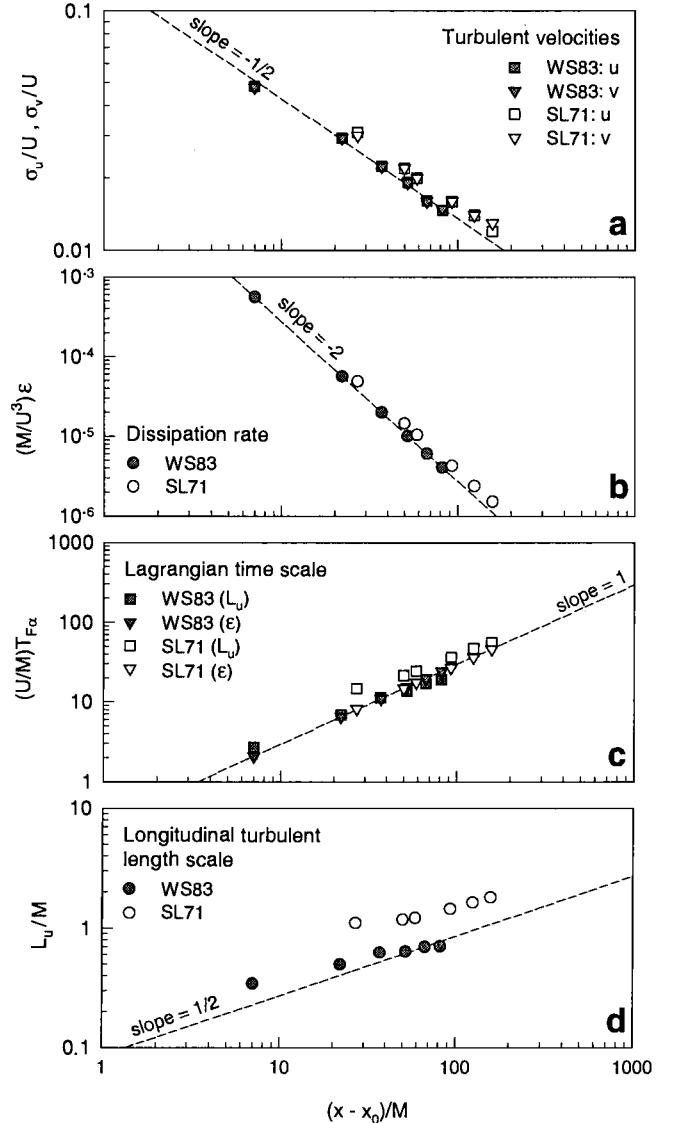 0.1
slope = -1/2
Turbulent velocities
WS83: u
WS83: v
SL71: u
SL71: v
σu/U , σv/U
0.01
a
10⁻³
slope = -2
10⁻⁴
(M/U³)ε
10⁻⁵
Dissipation rate
WS83
SL71
10⁻⁶
b
1000
Lagrangian time scale
WS83 (Lu)
WS83 (ε)
SL71 (Lu)
SL71 (ε)
slope = 1
100
(U/M)TFα
10
1
c
10
Longitudinal turbulent
length scale
WS83
SL71
Lu/M
1
slope = 1/2
0.1
d
1 10 100 1000
(x - x₀)/M